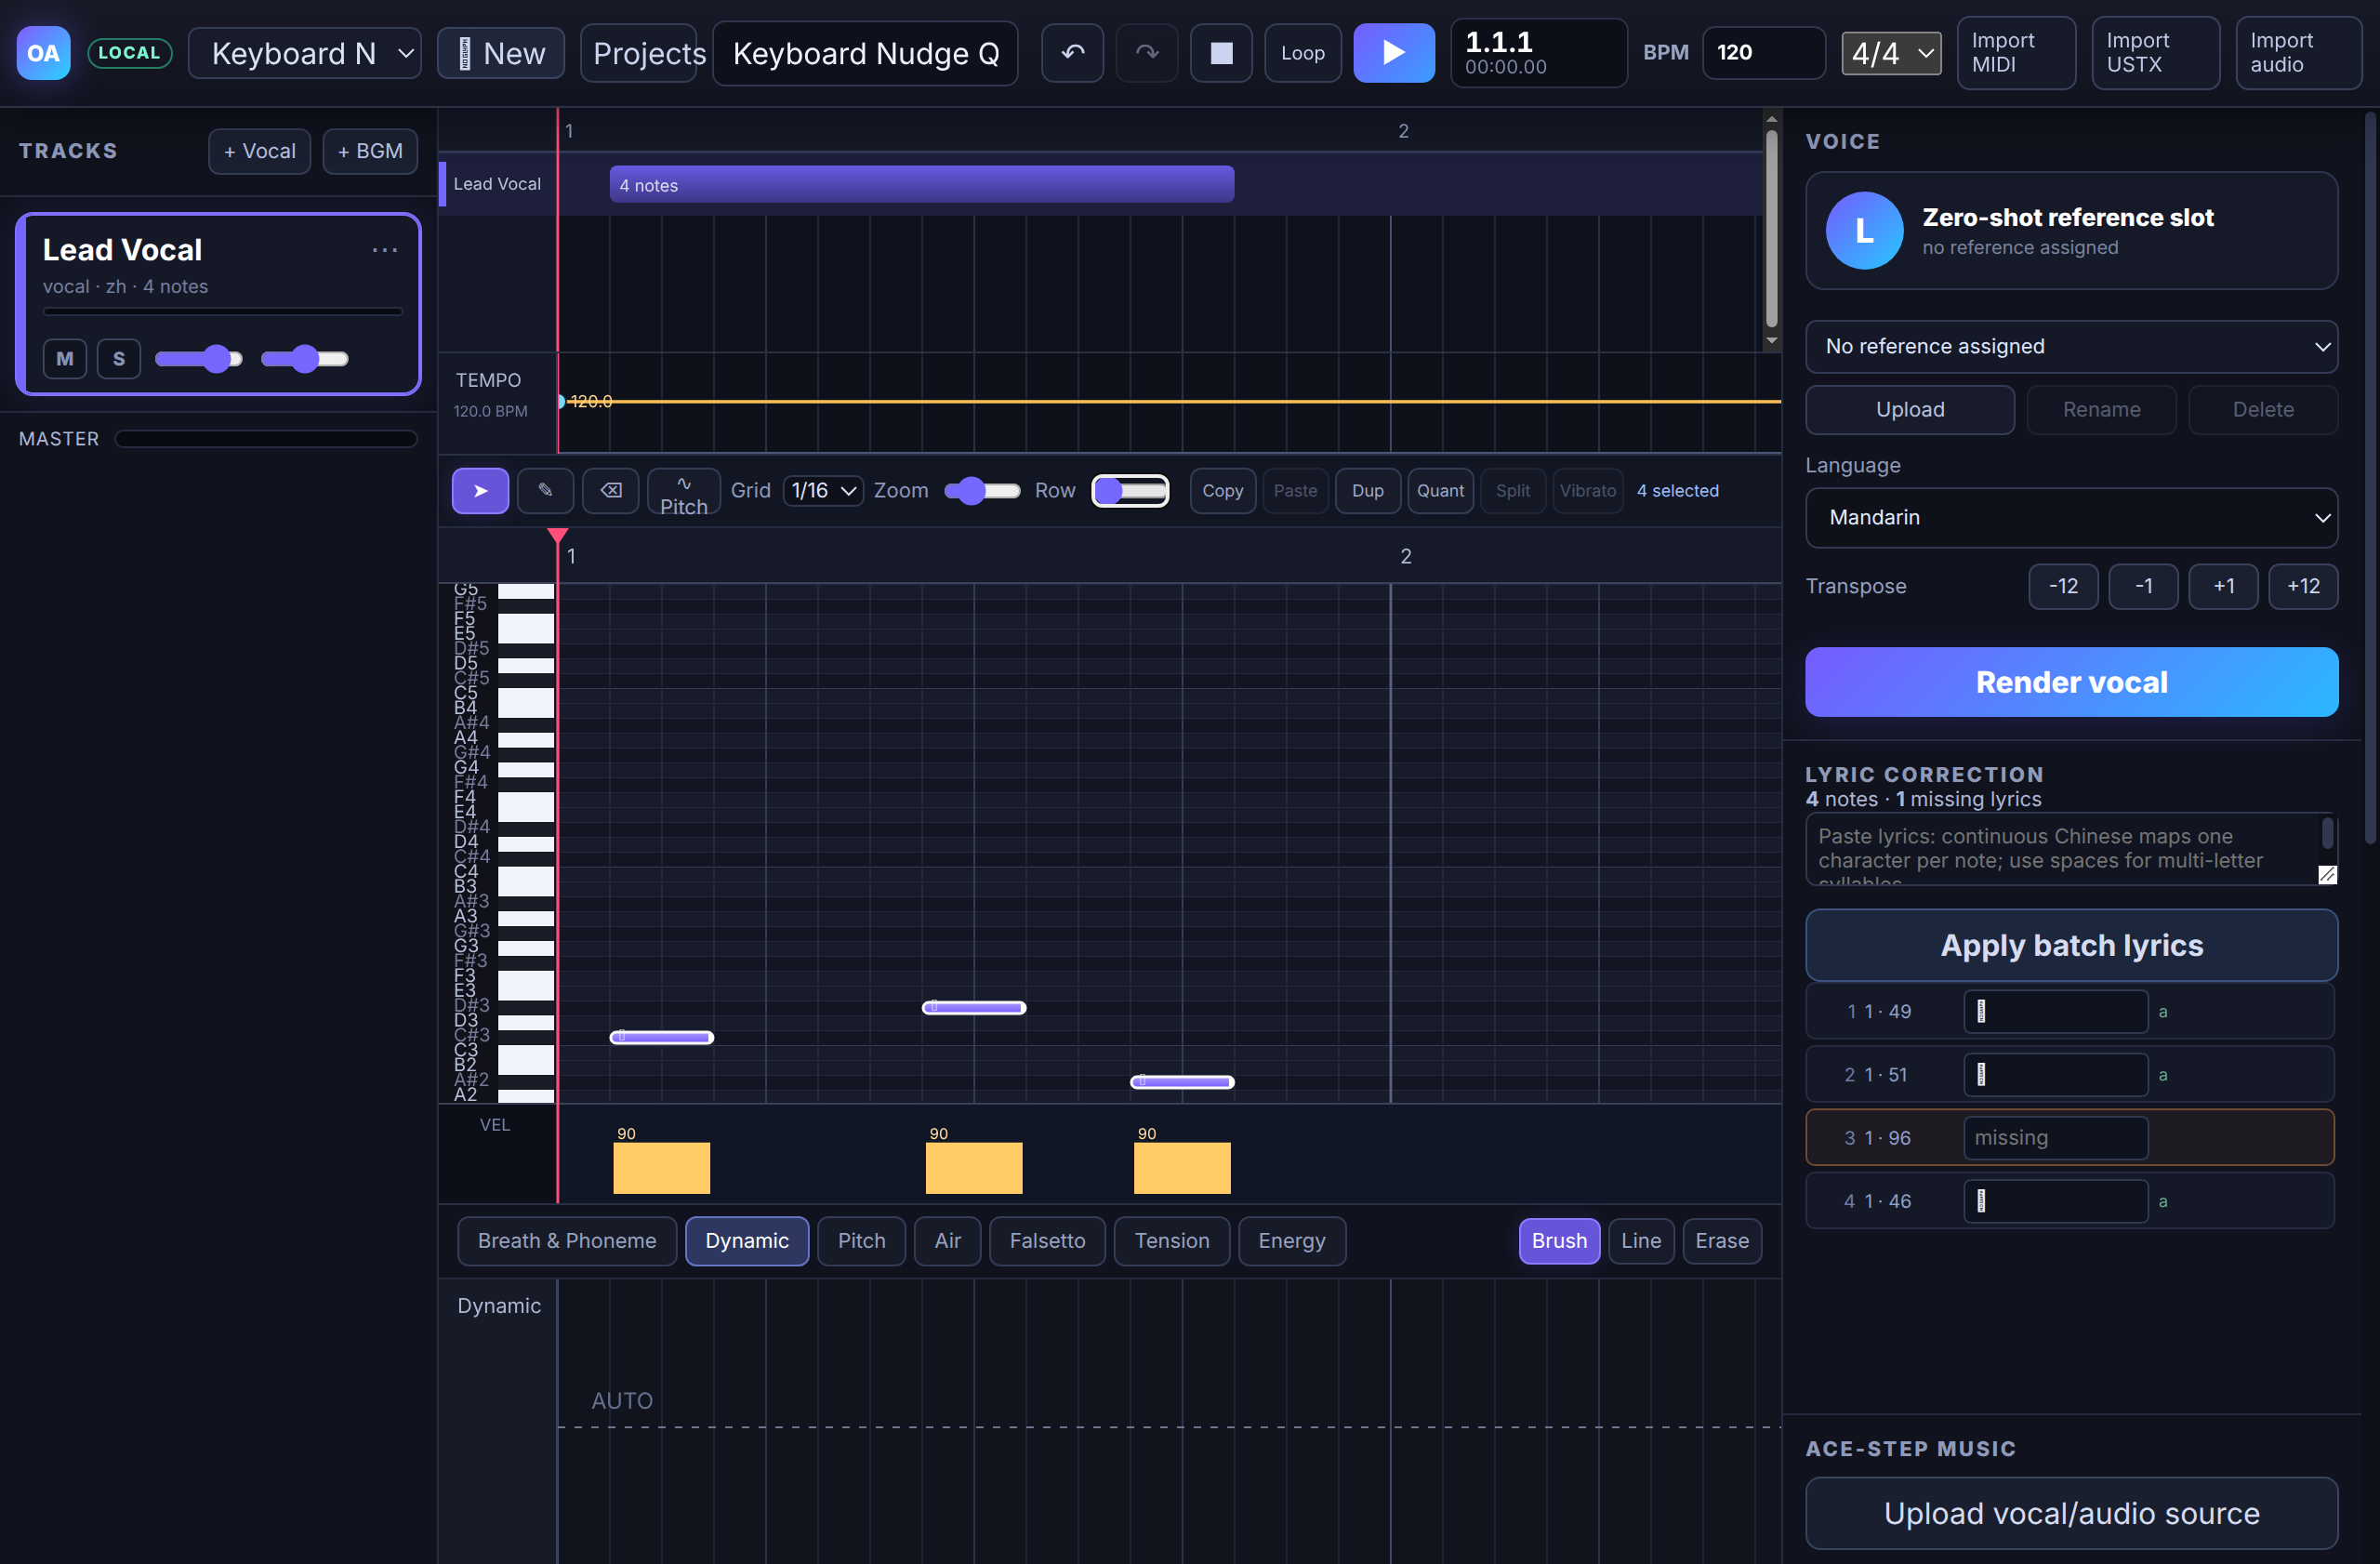 OA
LOCAL
Keyboard N
New
Projects
Keyboard Nudge Q
Loop
1.1.1
00:00.00
BPM
120
4/4
Import MIDI
Import USTX
Import audio
TRACKS
+ Vocal
+ BGM
Lead Vocal
vocal · zh · 4 notes
M
S
MASTER
1
2
Lead Vocal
4 notes
TEMPO
120.0 BPM
120.0
Pitch
Grid
1/16
Zoom
Row
Copy
Paste
Dup
Quant
Split
Vibrato
4 selected
1
2
G5
F#5
F5
E5
D#5
D5
C#5
C5
B4
A#4
A4
G#4
G4
F#4
F4
E4
D#4
D4
C#4
C4
B3
A#3
A3
G#3
G3
F#3
F3
E3
D#3
D3
C#3
C3
B2
A#2
A2
VEL
90
90
90
Breath & Phoneme
Dynamic
Pitch
Air
Falsetto
Tension
Energy
Brush
Line
Erase
Dynamic
AUTO
VOICE
L
Zero-shot reference slot
no reference assigned
No reference assigned
Upload
Rename
Delete
Language
Mandarin
Transpose
-12
-1
+1
+12
Render vocal
LYRIC CORRECTION
4 notes · 1 missing lyrics
Paste lyrics: continuous Chinese maps one
character per note; use spaces for multi-letter
syllables
Apply batch lyrics
1 1 · 49
a
2 1 · 51
a
3 1 · 96
missing
4 1 · 46
a
ACE-STEP MUSIC
Upload vocal/audio source